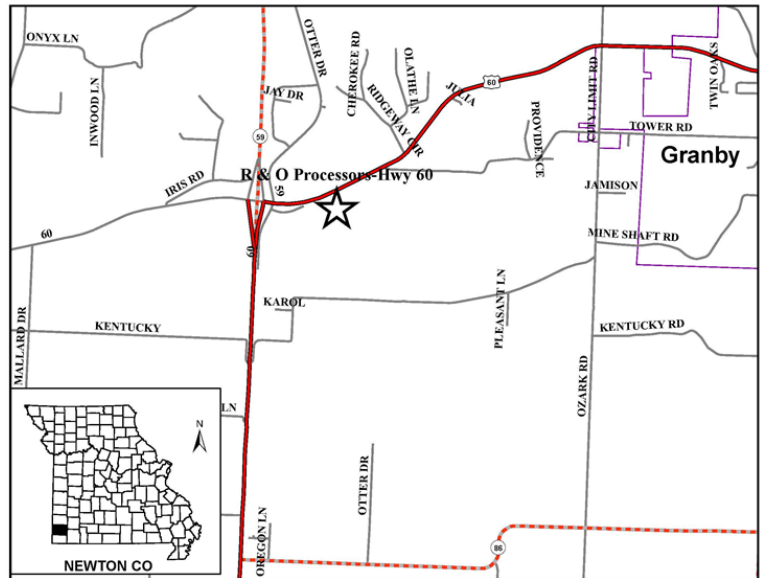 ONYX LN
INWOOD LN
OTTER DR
JAY DR
CHEROKEE RD
OLATHE LN
RIDGEWAY CIR
JULIA
60
CITY LIMIT RD
TWIN OAKS
59
PROVIDENCE
TOWER RD
Granby
R & O Processors-Hwy 60
IRIS RD
59
JAMISON
60
60
MINE SHAFT RD
MALLARD DR
KENTUCKY
KAROL
PLEASANT LN
KENTUCKY RD
OZARK RD
LN
N
OTTER DR
OREGON LN
86
NEWTON CO